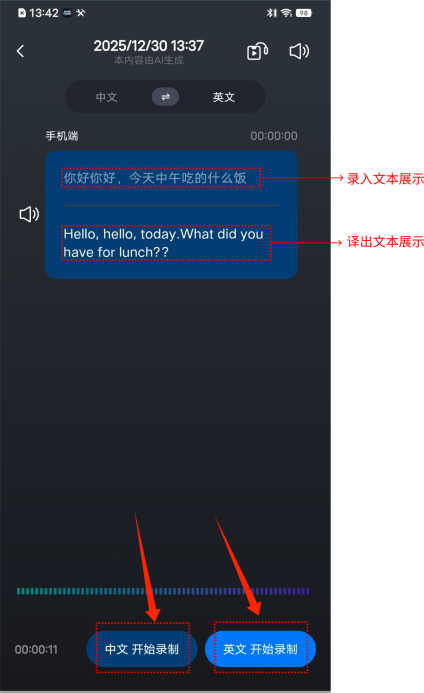 13:42
98
2025/12/30 13:37
本内容由AI生成
中文
英文
手机端
00:00:00
你好你好，今天中午吃的什么饭
录入文本展示
Hello, hello, today.What did you
have for lunch??
译出文本展示
00:00:11
中文 开始录制
英文 开始录制